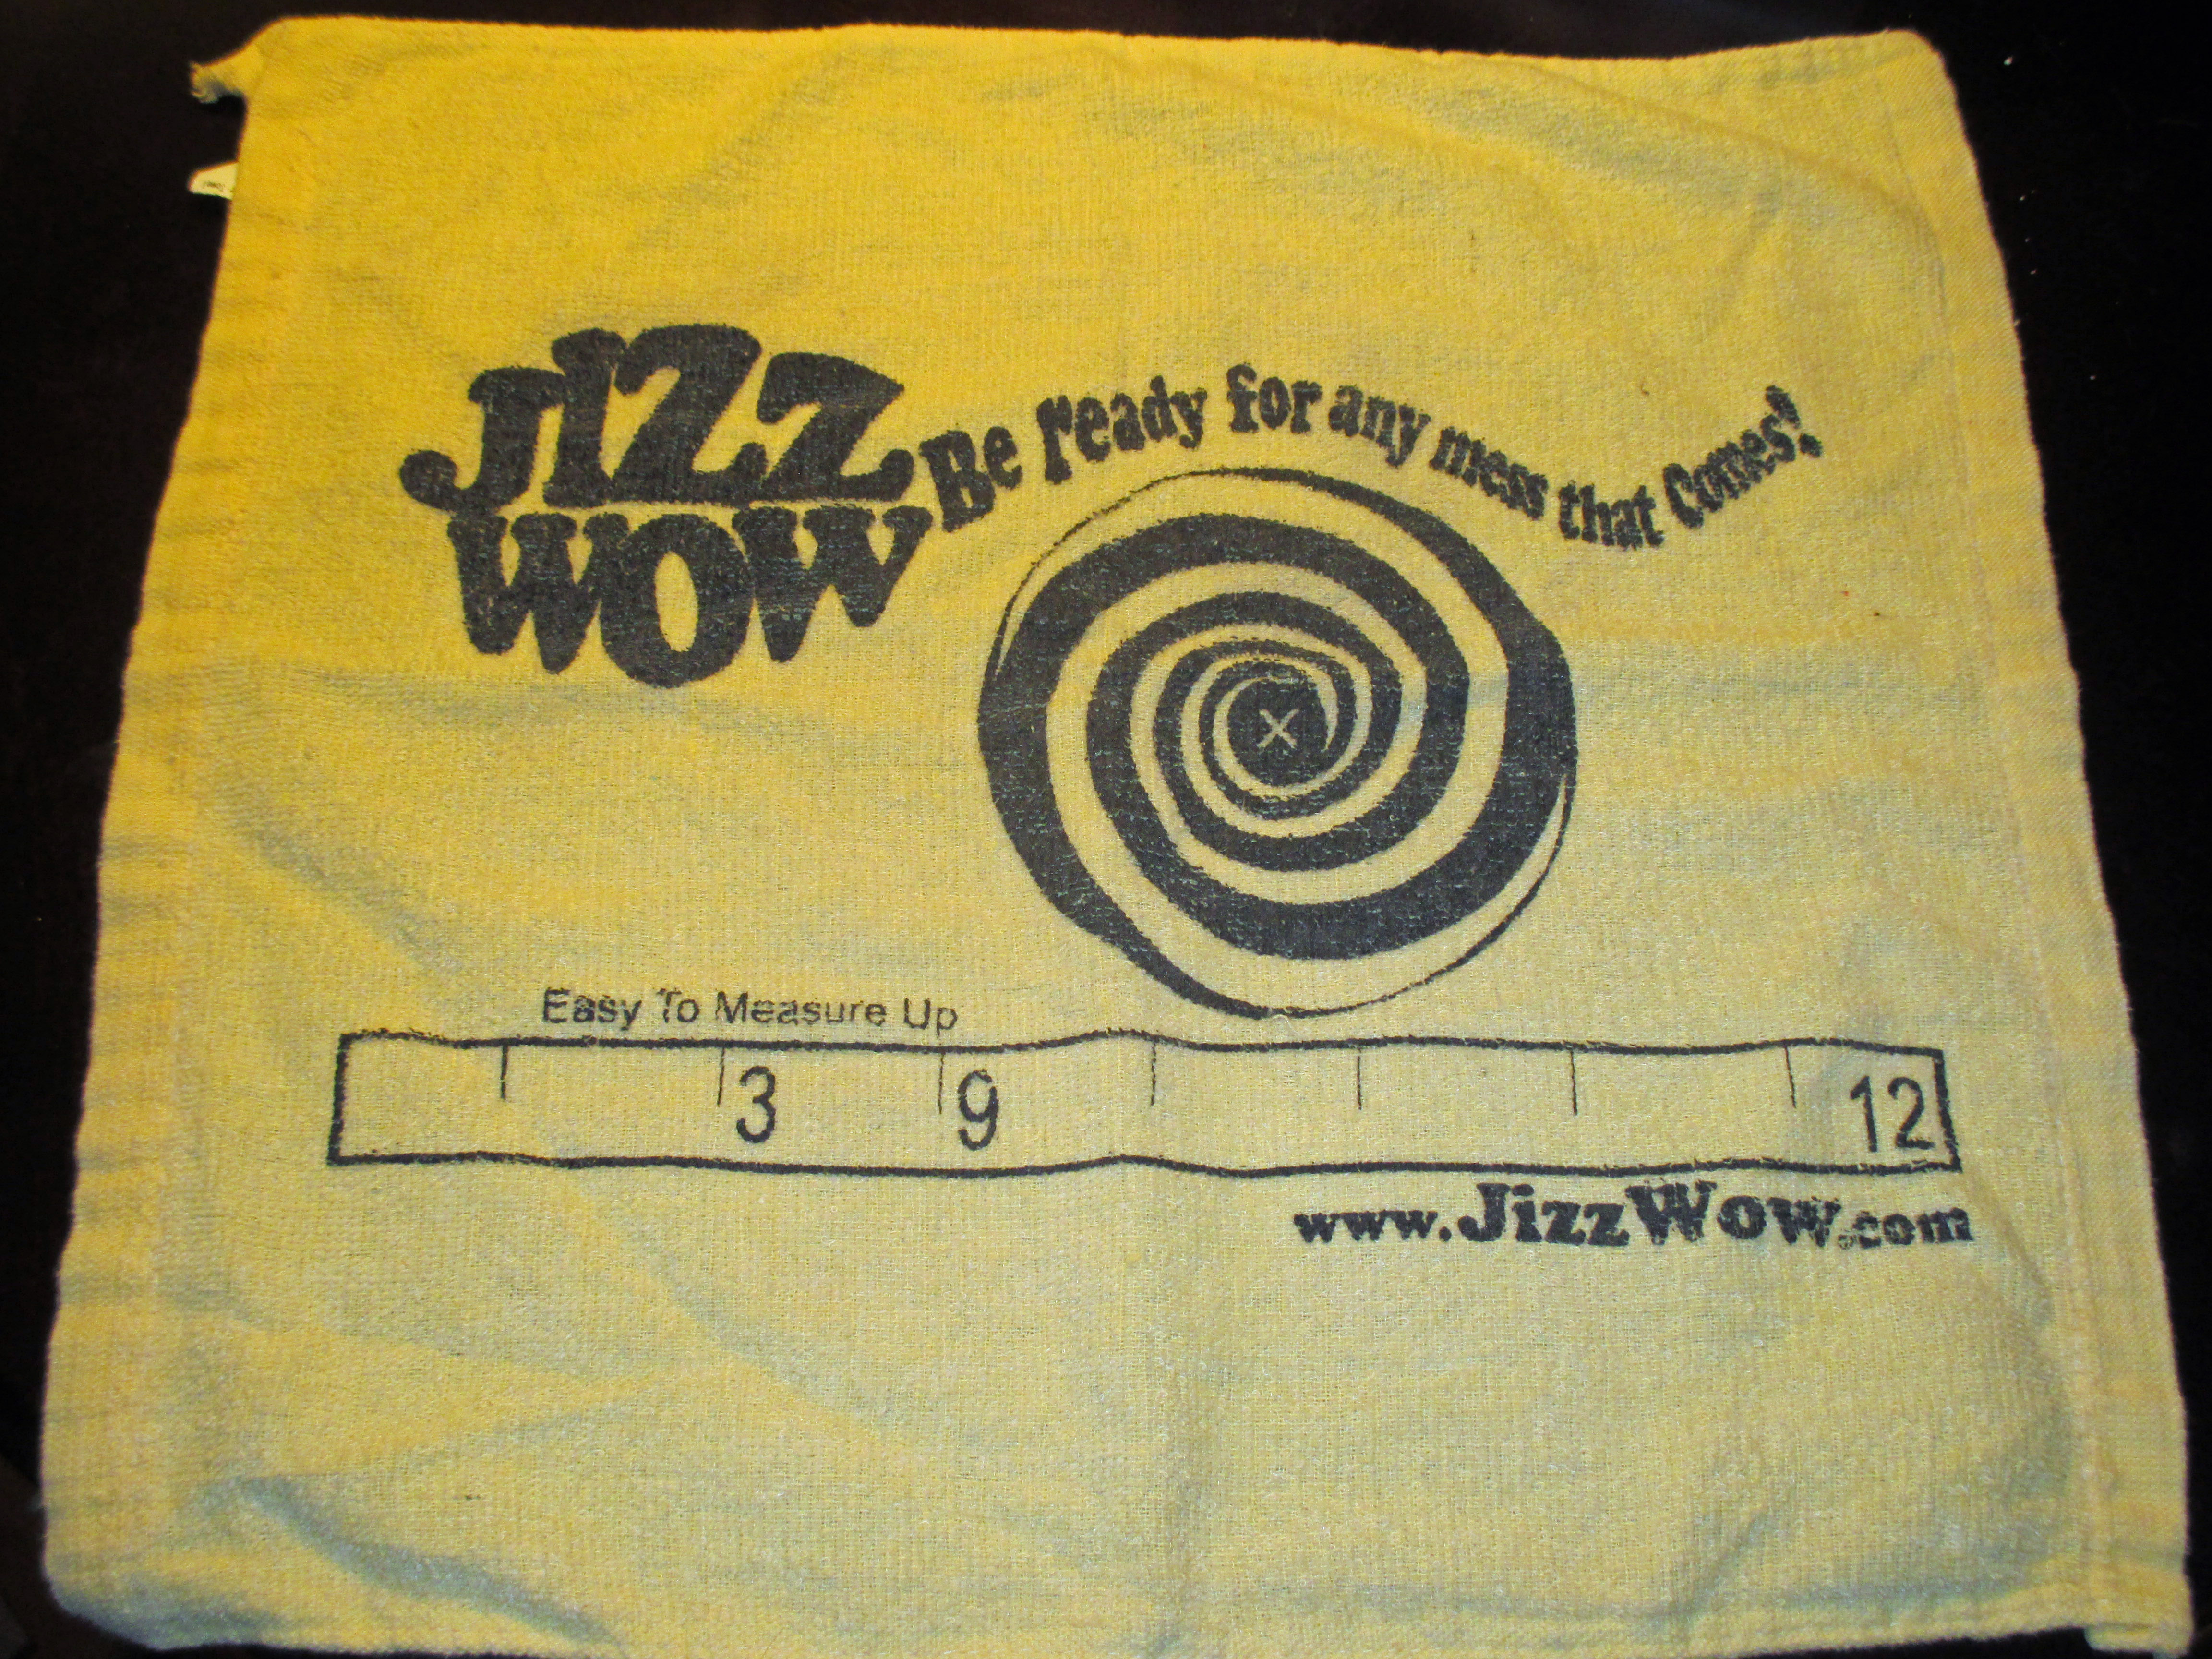 JIZZ
WOW
Be ready for any mess that Comes!
x
Easy To Measure Up
3 9 12
www.JizzWow.com